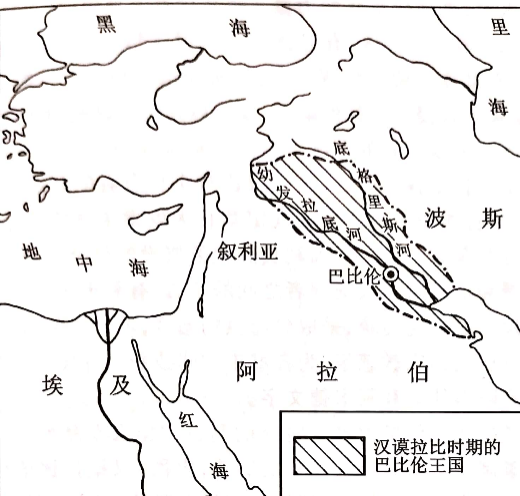 黑海
里海
底格里斯河
幼发拉底河
波斯
地中海
叙利亚
巴比伦
埃及
阿拉伯
红海
汉谟拉比时期的
巴比伦王国